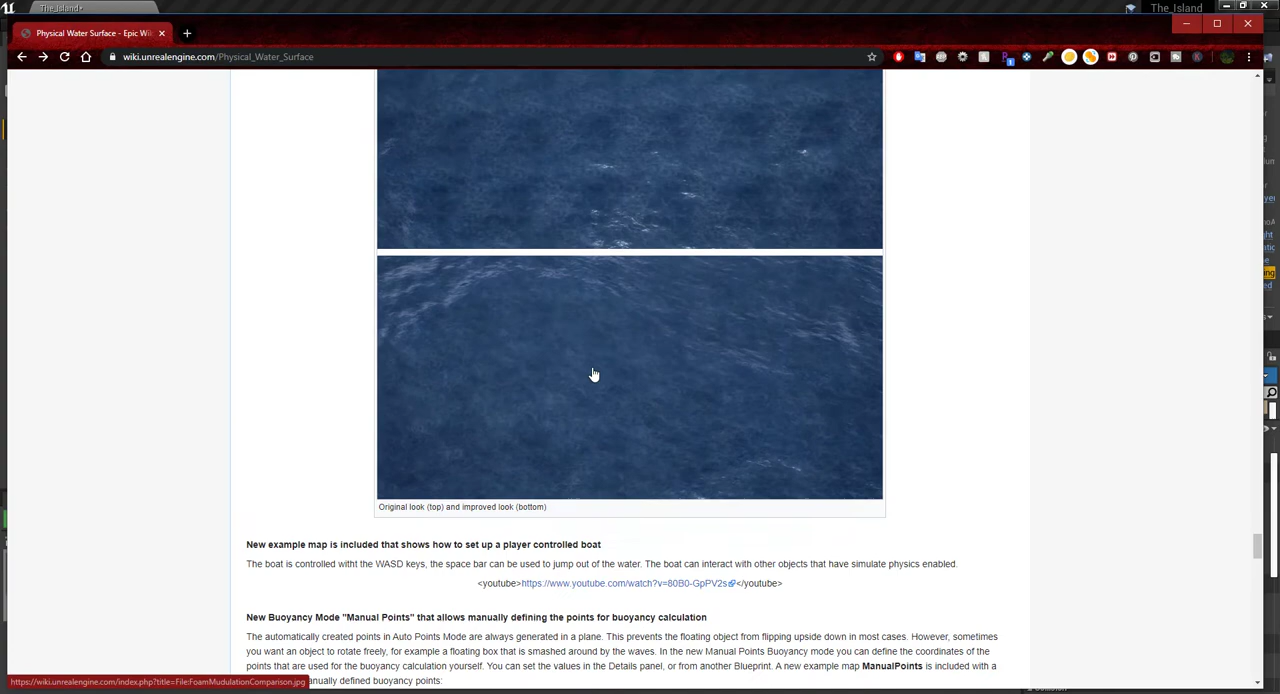 The_Island•
The_Island
Physical Water Surface - Epic Wi
wiki.unrealengine.com/Physical_Water_Surface
Original look (top) and improved look (bottom)
New example map is included that shows how to set up a player controlled boat
The boat is controlled witht the WASD keys, the space bar can be used to jump out of the water. The boat can interact with other objects that have simulate physics enabled.
<youtube>https://www.youtube.com/watch?v=80B0-GpPV2s</youtube>
New Buoyancy Mode "Manual Points" that allows manually defining the points for buoyancy calculation
The automatically created points in Auto Points Mode are always generated in a plane. This prevents the floating object from flipping upside down in most cases. However, sometimes
you want an object to rotate freely, for example a floating box that is smashed around by the waves. In the new Manual Points Buoyancy mode you can define the coordinates of the
points that are used for the buoyancy calculation yourself. You can set the values in the Details panel, or from another Blueprint. A new example map ManualPoints is included with a
anually defined buoyancy points:
https://wiki.unrealengine.com/index.php?title=File:FoamMudulationComparison.jpg